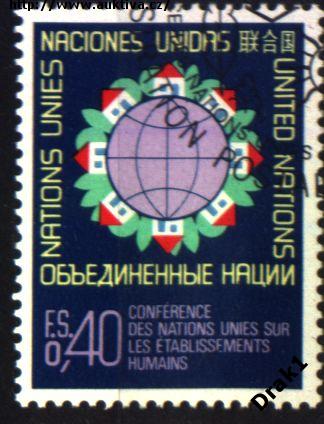 http://www.auktiva.cz/
NACIONES UNIDAS 联合国
NATIONS UNIES
UNITED NATIONS
ОБЪЕДИНЕННЫЕ НАЦИИ
F.S. 0,40
CONFÉRENCE
DES NATIONS UNIES SUR
LES ÉTABLISSEMENTS
HUMAINS
Drak1